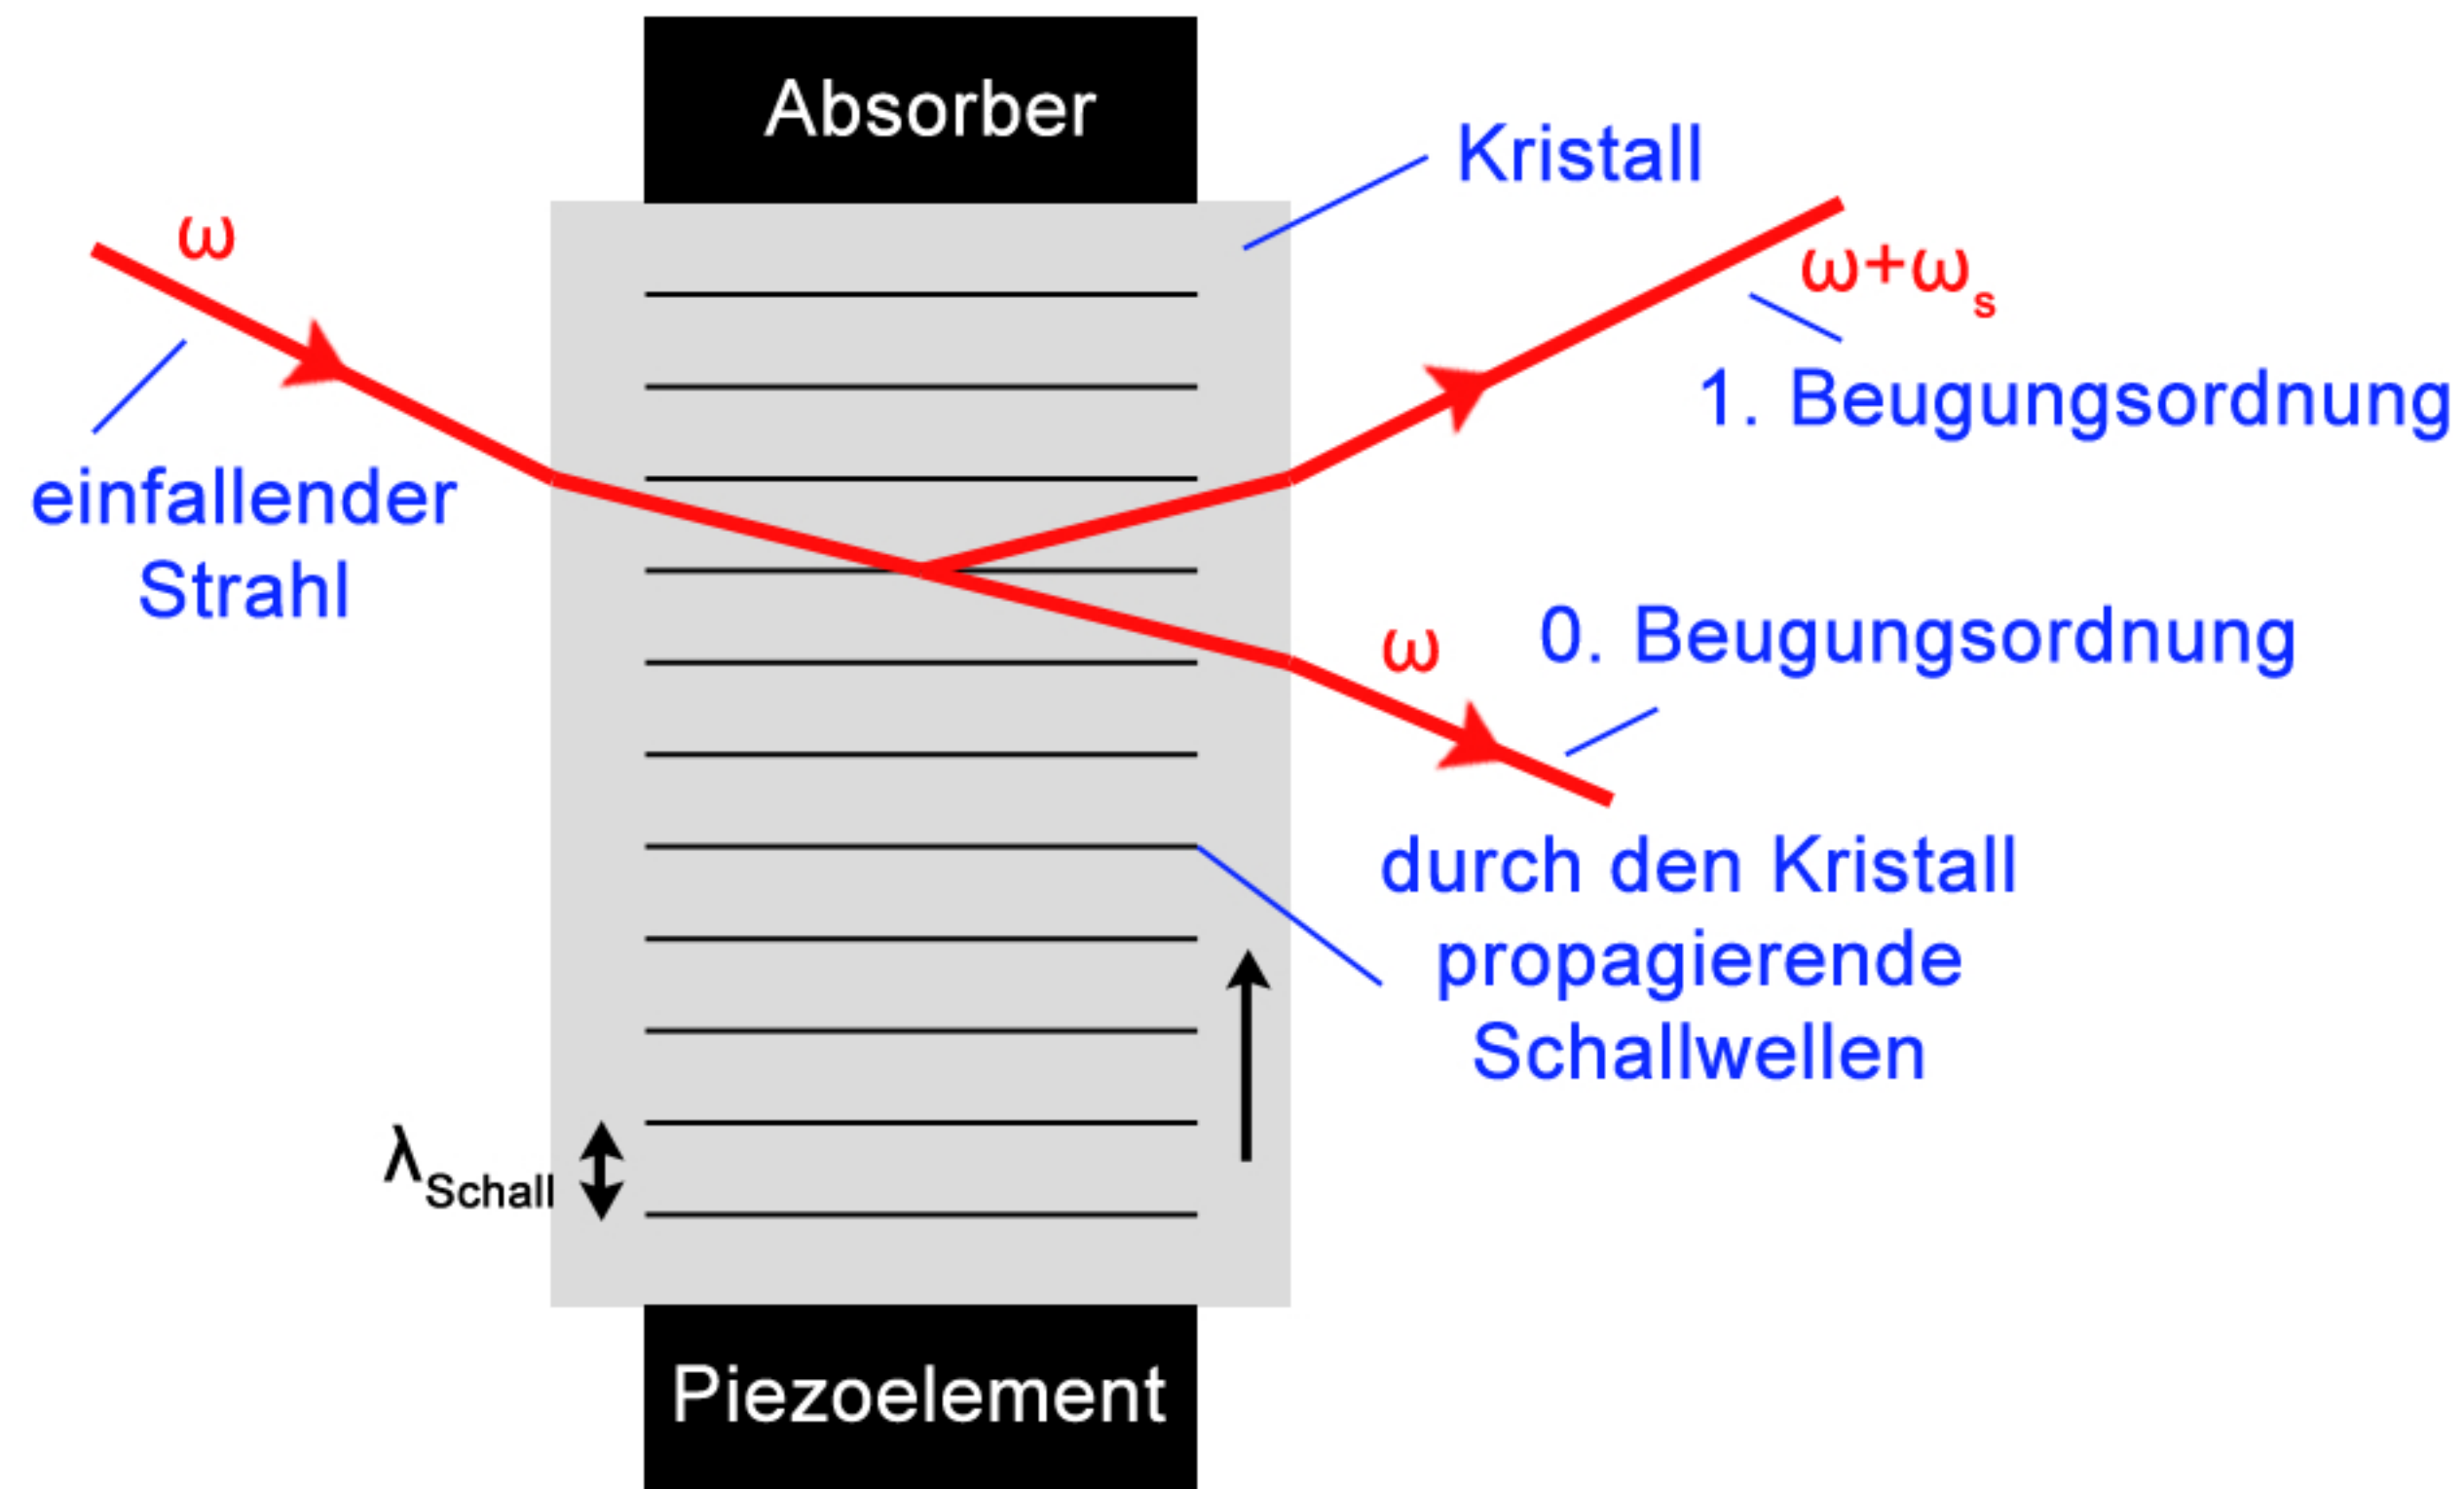 Absorber
Kristall
ω
ω+ωs
1. Beugungsordnung
einfallender
Strahl
0. Beugungsordnung
ω
durch den Kristall
propagierende
Schallwellen
λSchall
Piezoelement